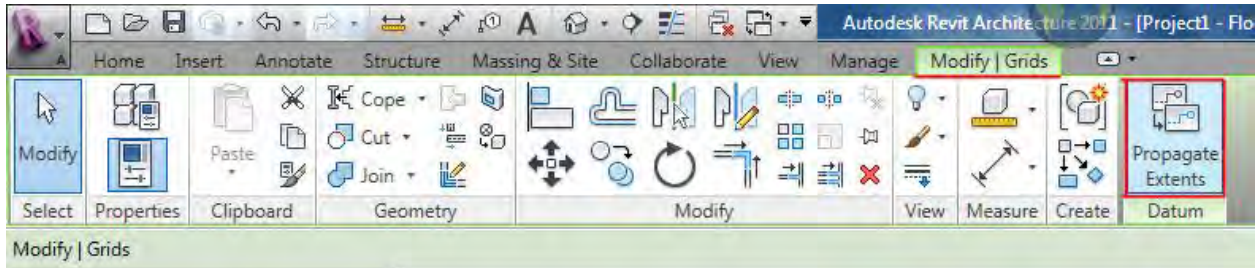 A Autodesk Revit Architecture 2011 - [Project1 - Flo
Home Insert Annotate Structure Massing & Site Collaborate View Manage Modify | Grids
Modify Paste Cope Cut Join Propagate Extents
Select Properties Clipboard Geometry Modify View Measure Create Datum
Modify | Grids